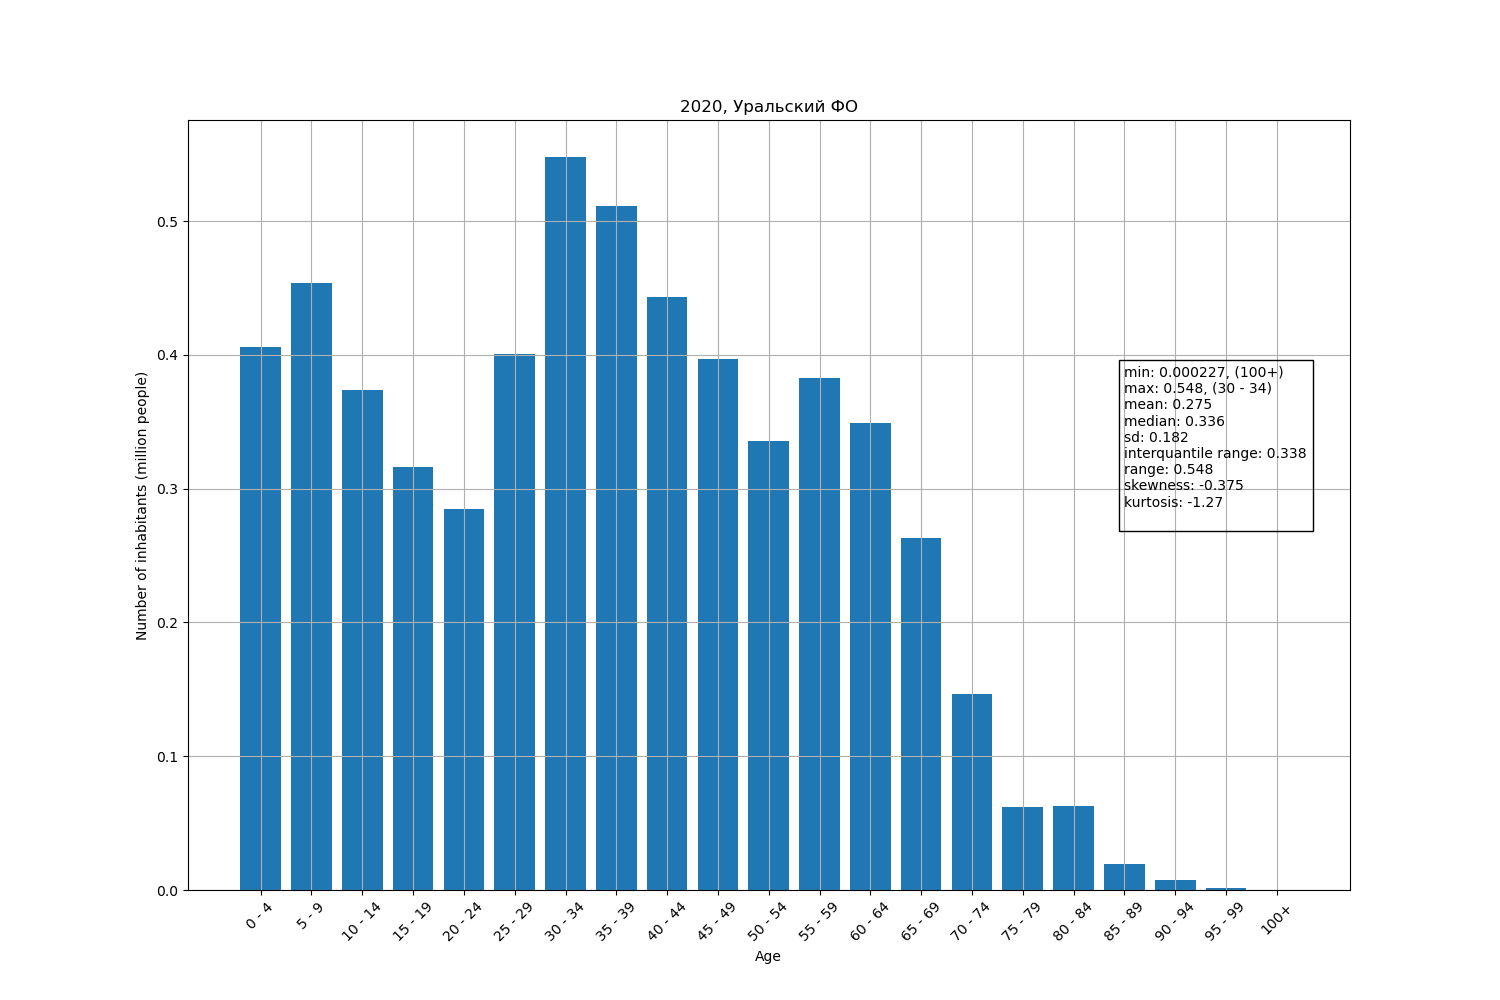 2020, Уральский ФО
Number of inhabitants (million people)
0.5
0.4
0.3
0.2
0.1
0.0
min: 0.000227, (100+)
max: 0.548, (30 - 34)
mean: 0.275
median: 0.336
sd: 0.182
interquantile range: 0.338
range: 0.548
skewness: -0.375
kurtosis: -1.27
0 - 4
5 - 9
10 - 14
15 - 19
20 - 24
25 - 29
30 - 34
35 - 39
40 - 44
45 - 49
50 - 54
55 - 59
60 - 64
65 - 69
70 - 74
75 - 79
80 - 84
85 - 89
90 - 94
95 - 99
100+
Age